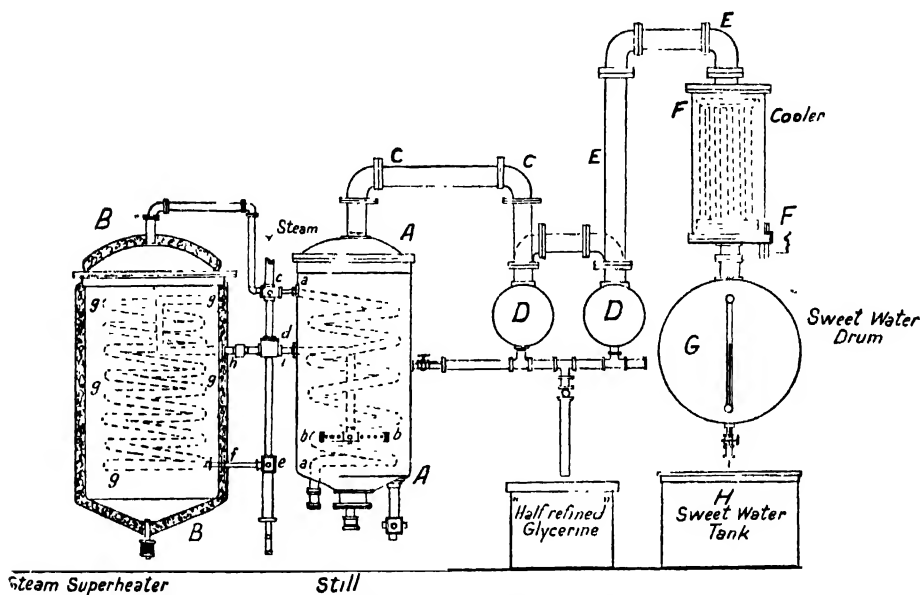 E
F
Cooler
C
C
E
B
Steam
A
F
c
a
g
g
D
D
Sweet Water
Drum
G
d
h
i
g
g
b
b
f
e
a
g
A
B
H
Sweet Water
Tank
"Half refined"
Glycerine
Steam Superheater
Still